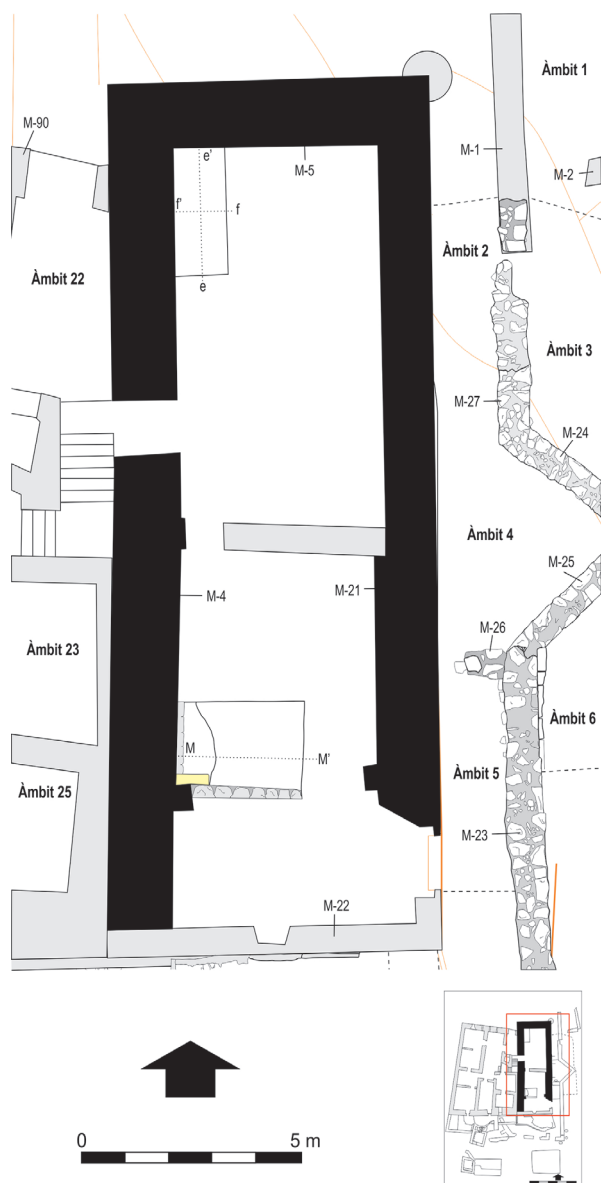 Àmbit 1
M-90
M-1
e'
M-5
M-2
f'
f
Àmbit 2
Àmbit 22
e
Àmbit 3
M-27
M-24
Àmbit 4
M-25
M-4
M-21
M-26
Àmbit 23
Àmbit 6
M
M'
Àmbit 5
Àmbit 25
M-23
M-22
0
5 m